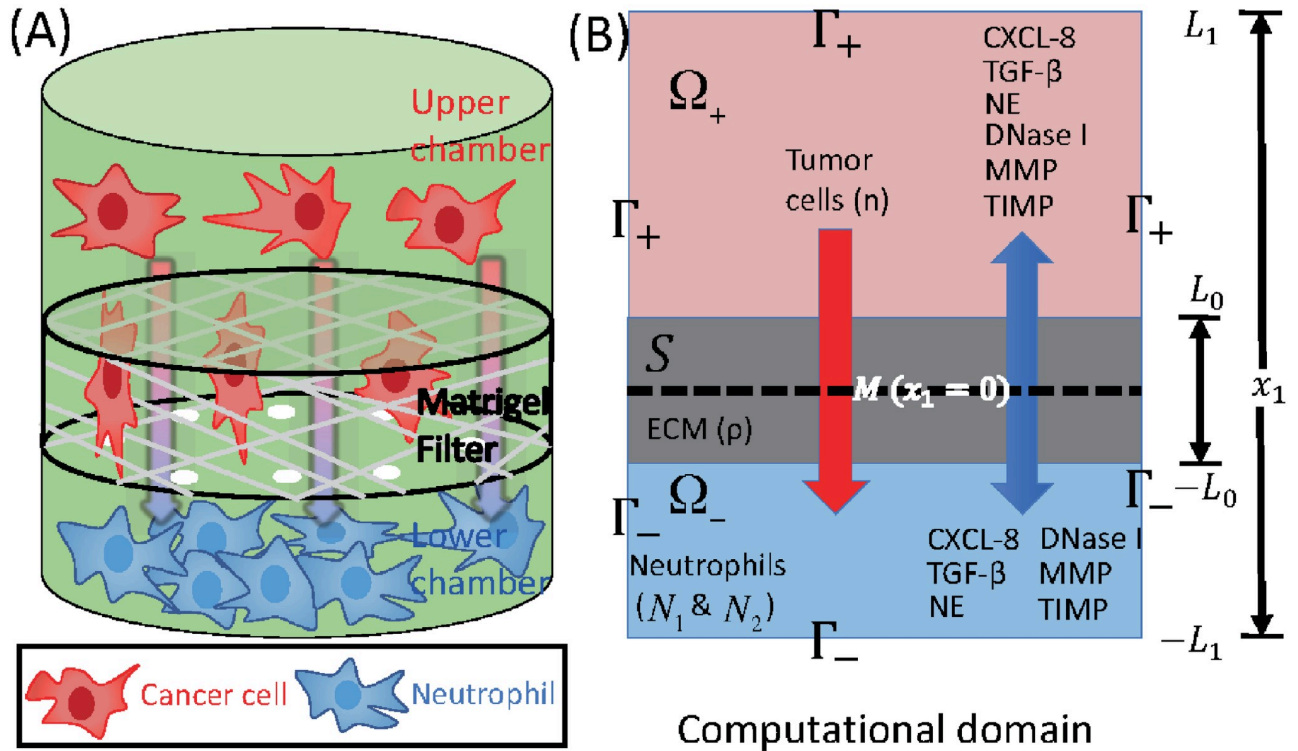 (A)
Upper
chamber
Matrigel
Filter
Lower
chamber
Cancer cell
Neutrophil
(B)
Γ+
CXCL-8
TGF-β
NE
DNase I
MMP
TIMP
Ω+
Tumor
cells (n)
Γ+
Γ+
S
M (x₁ = 0)
ECM (ρ)
Ω−
Γ−
Γ−
Neutrophils
(N₁ & N₂)
CXCL-8
TGF-β
NE
DNase I
MMP
TIMP
Γ−
L₁
L₀
x₁
−L₀
−L₁
Computational domain